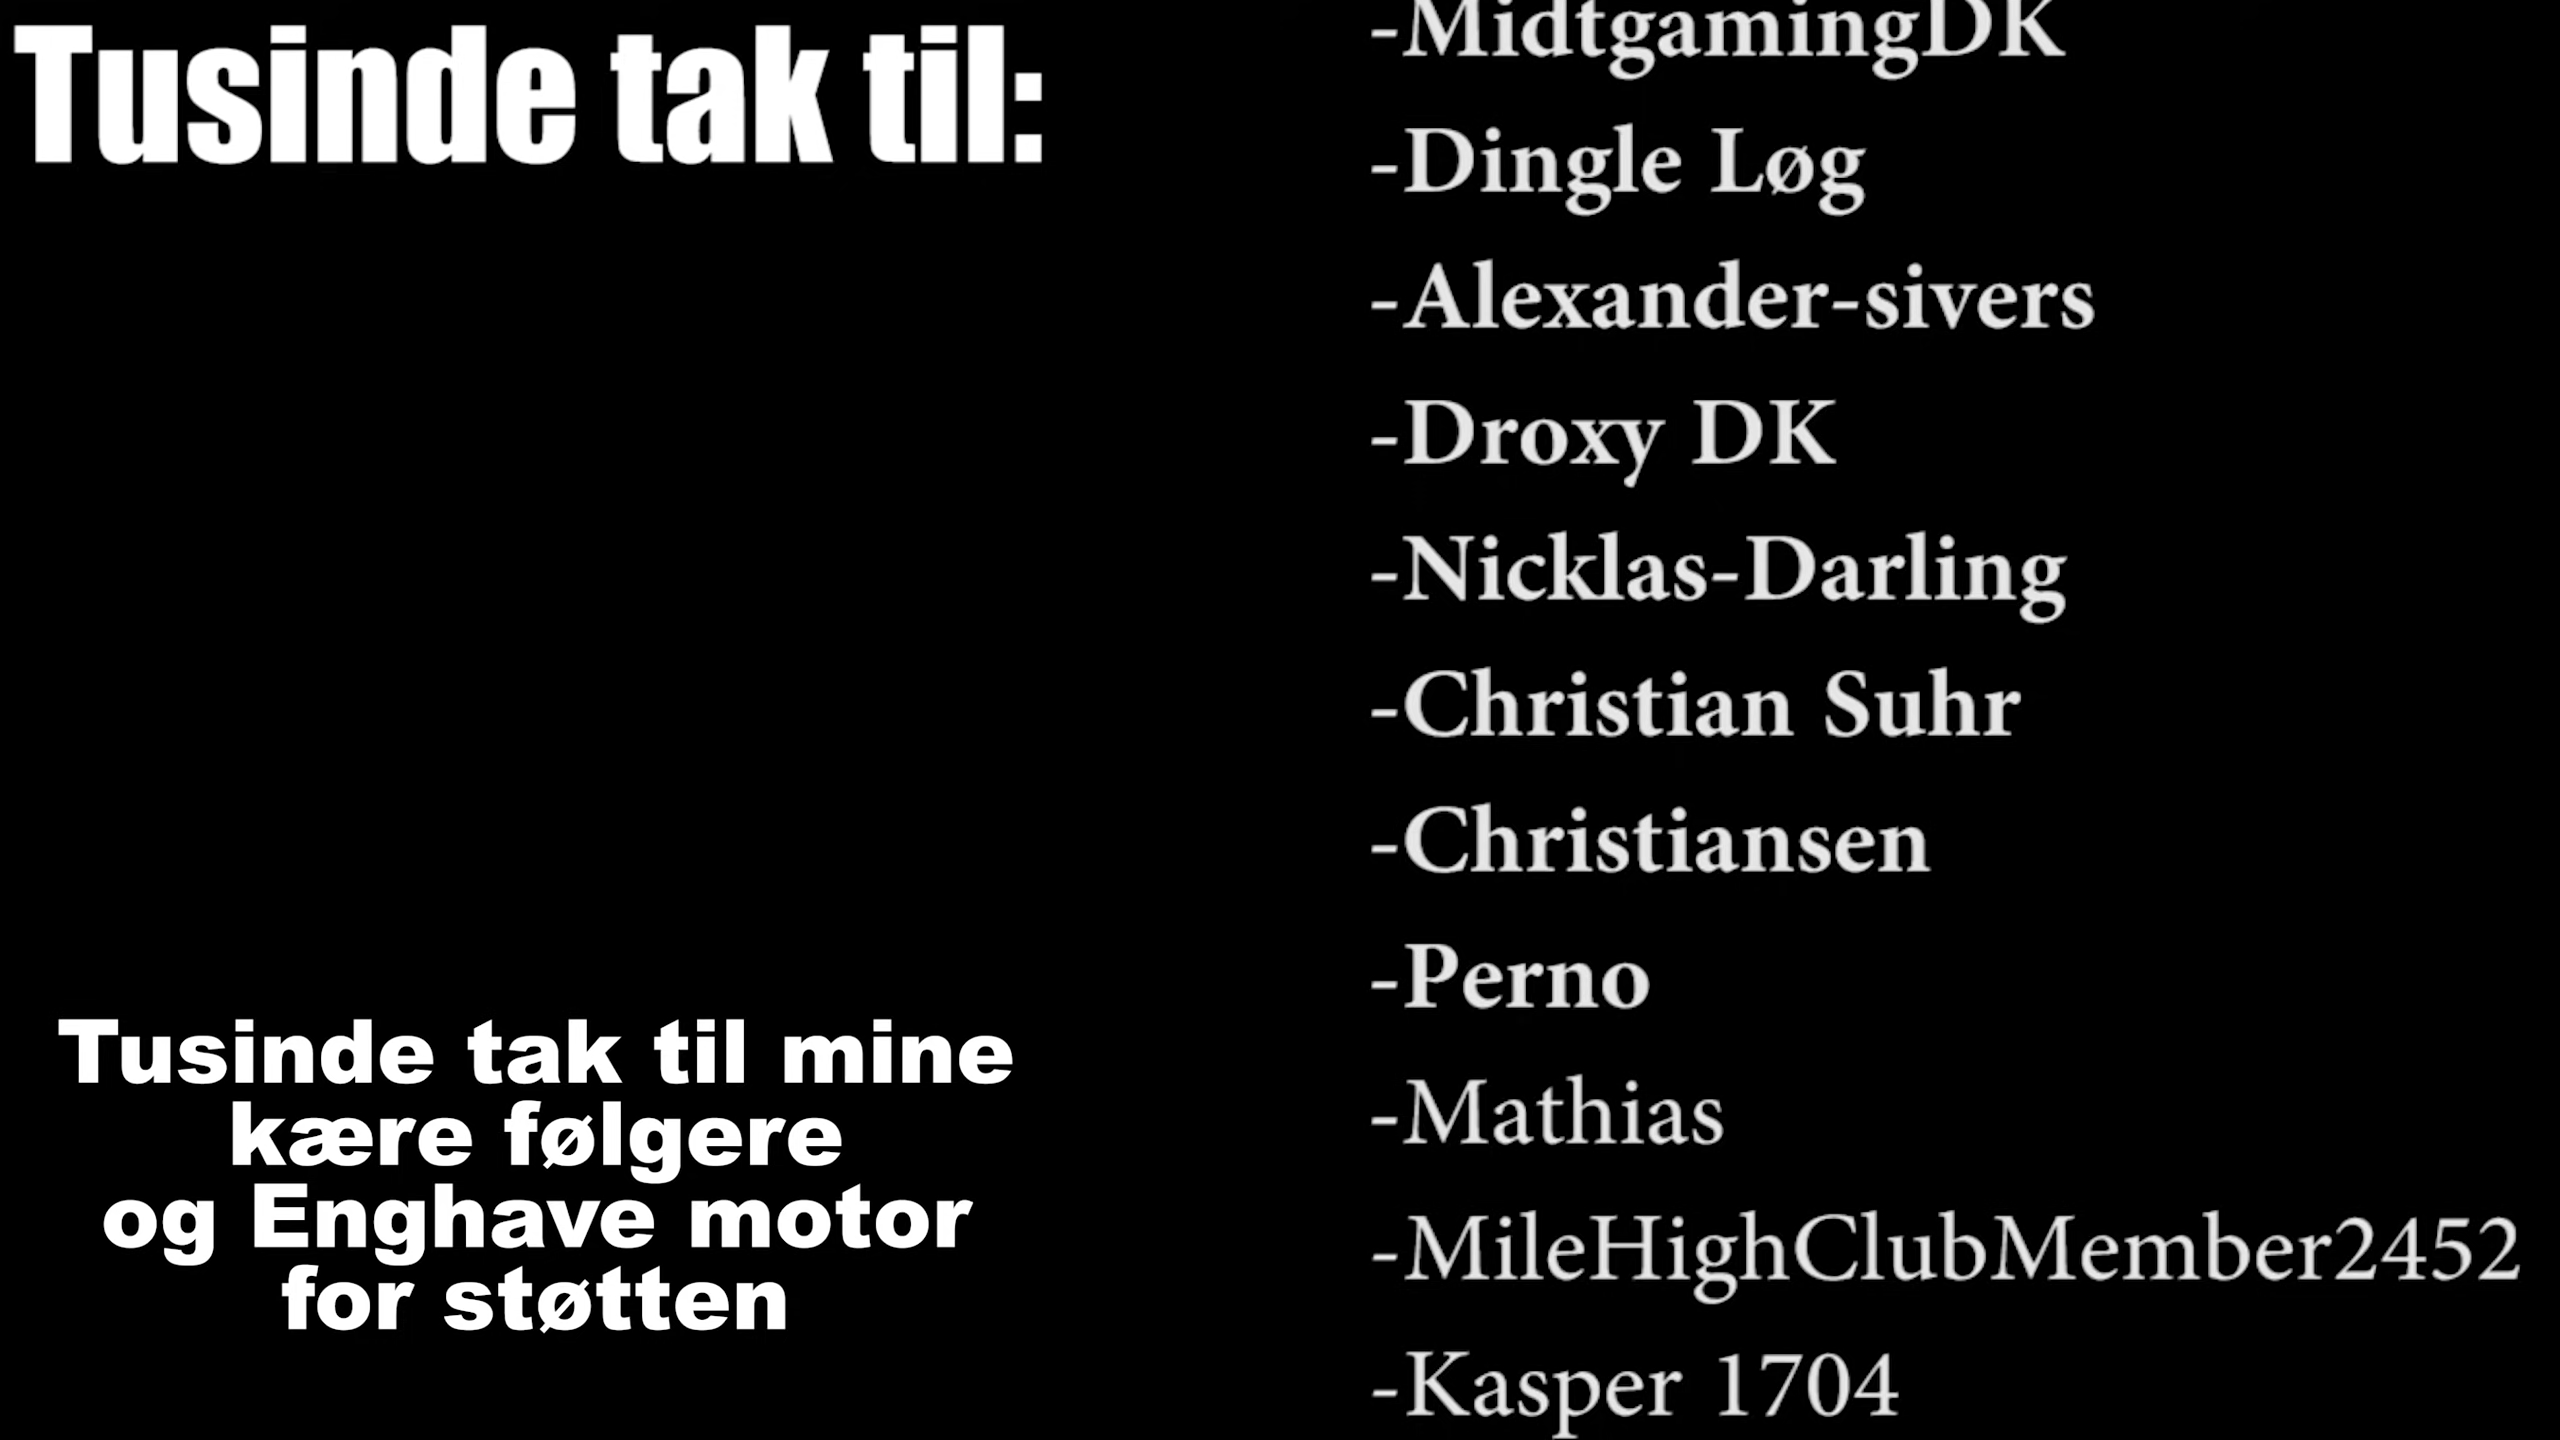 Tusinde tak til:
-MidtgamingDK
-Dingle Løg
-Alexander-sivers
-Droxy DK
-Nicklas-Darling
-Christian Suhr
-Christiansen
-Perno
-Mathias
-MileHighClubMember2452
-Kasper 1704
Tusinde tak til mine
kære følgere
og Enghave motor
for støtten